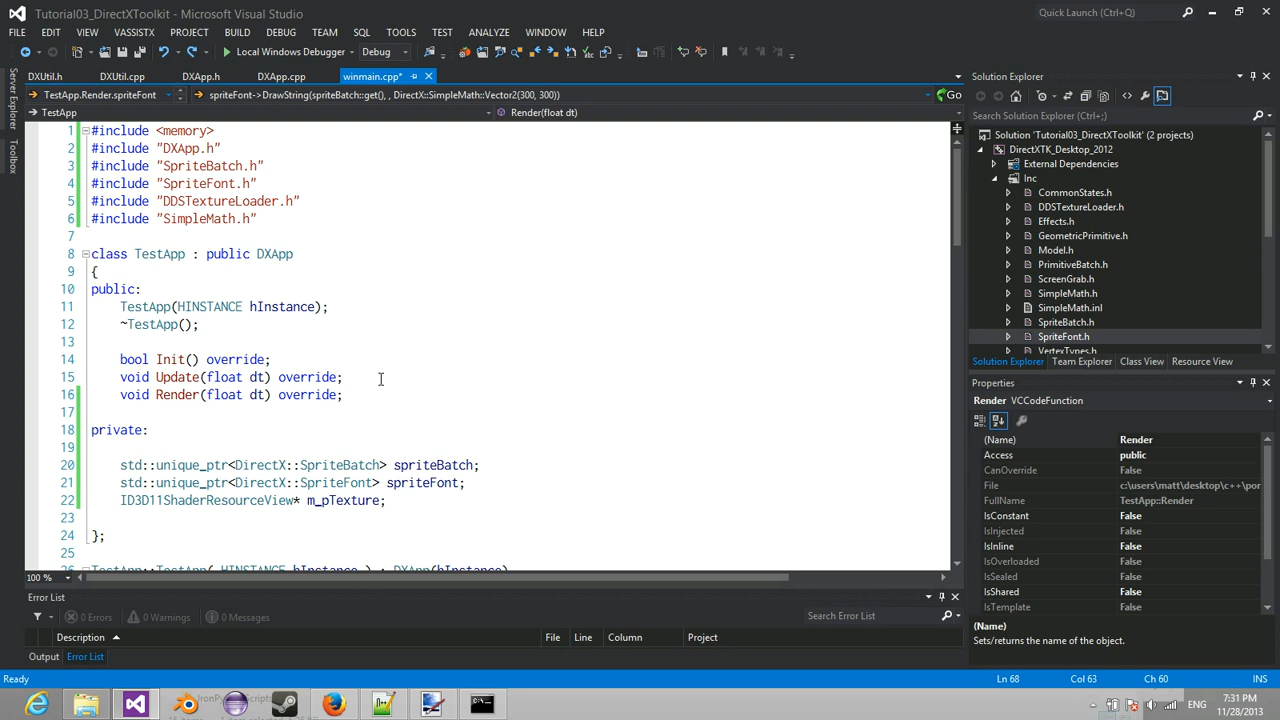 Tutorial03_DirectXToolkit - Microsoft Visual Studio
Quick Launch (Ctrl+Q)
FILE EDIT VIEW VASSISTX PROJECT BUILD DEBUG TEAM SQL TOOLS TEST ANALYZE WINDOW HELP
Local Windows Debugger Debug
DXUtil.h DXUtil.cpp DXApp.h DXApp.cpp winmain.cpp*
TestApp.Render.spriteFont spriteFont->DrawString(spriteBatch::get(), , DirectX::SimpleMath::Vector2(300, 300)) Go
TestApp Render(float dt)
Server Explorer
Toolbox
1 #include <memory>
2 #include "DXApp.h"
3 #include "SpriteBatch.h"
4 #include "SpriteFont.h"
5 #include "DDSTextureLoader.h"
6 #include "SimpleMath.h"
7
8 class TestApp : public DXApp
9 {
10 public:
11 TestApp(HINSTANCE hInstance);
12 ~TestApp();
13
14 bool Init() override;
15 void Update(float dt) override;
16 void Render(float dt) override;
17
18 private:
19
20 std::unique_ptr<DirectX::SpriteBatch> spriteBatch;
21 std::unique_ptr<DirectX::SpriteFont> spriteFont;
22 ID3D11ShaderResourceView* m_pTexture;
23
24 };
25
26 TestApp::TestApp( HINSTANCE hInstance ) : DXApp(hInstance)
100 %
Error List
0 Errors 0 Warnings 0 Messages
Search Error List
Description File Line Column Project
Output Error List
Solution Explorer
Search Solution Explorer (Ctrl+;)
Solution 'Tutorial03_DirectXToolkit' (2 projects)
DirectXTK_Desktop_2012
External Dependencies
Inc
CommonStates.h
DDSTextureLoader.h
Effects.h
GeometricPrimitive.h
Model.h
PrimitiveBatch.h
ScreenGrab.h
SimpleMath.h
SimpleMath.inl
SpriteBatch.h
SpriteFont.h
VertexTypes.h
Solution Explorer Team Explorer Class View Resource View
Properties
Render VCCodeFunction
(Name) Render
Access public
CanOverride False
File c:\users\matt\desktop\c++\por
FullName TestApp::Render
IsConstant False
IsInjected False
IsInline False
IsOverloaded False
IsSealed False
IsShared False
IsTemplate False
(Name)
Sets/returns the name of the object.
Ready Ln 68 Col 63 Ch 60 INS
IronPythonScripts
ENG
7:31 PM
11/28/2013